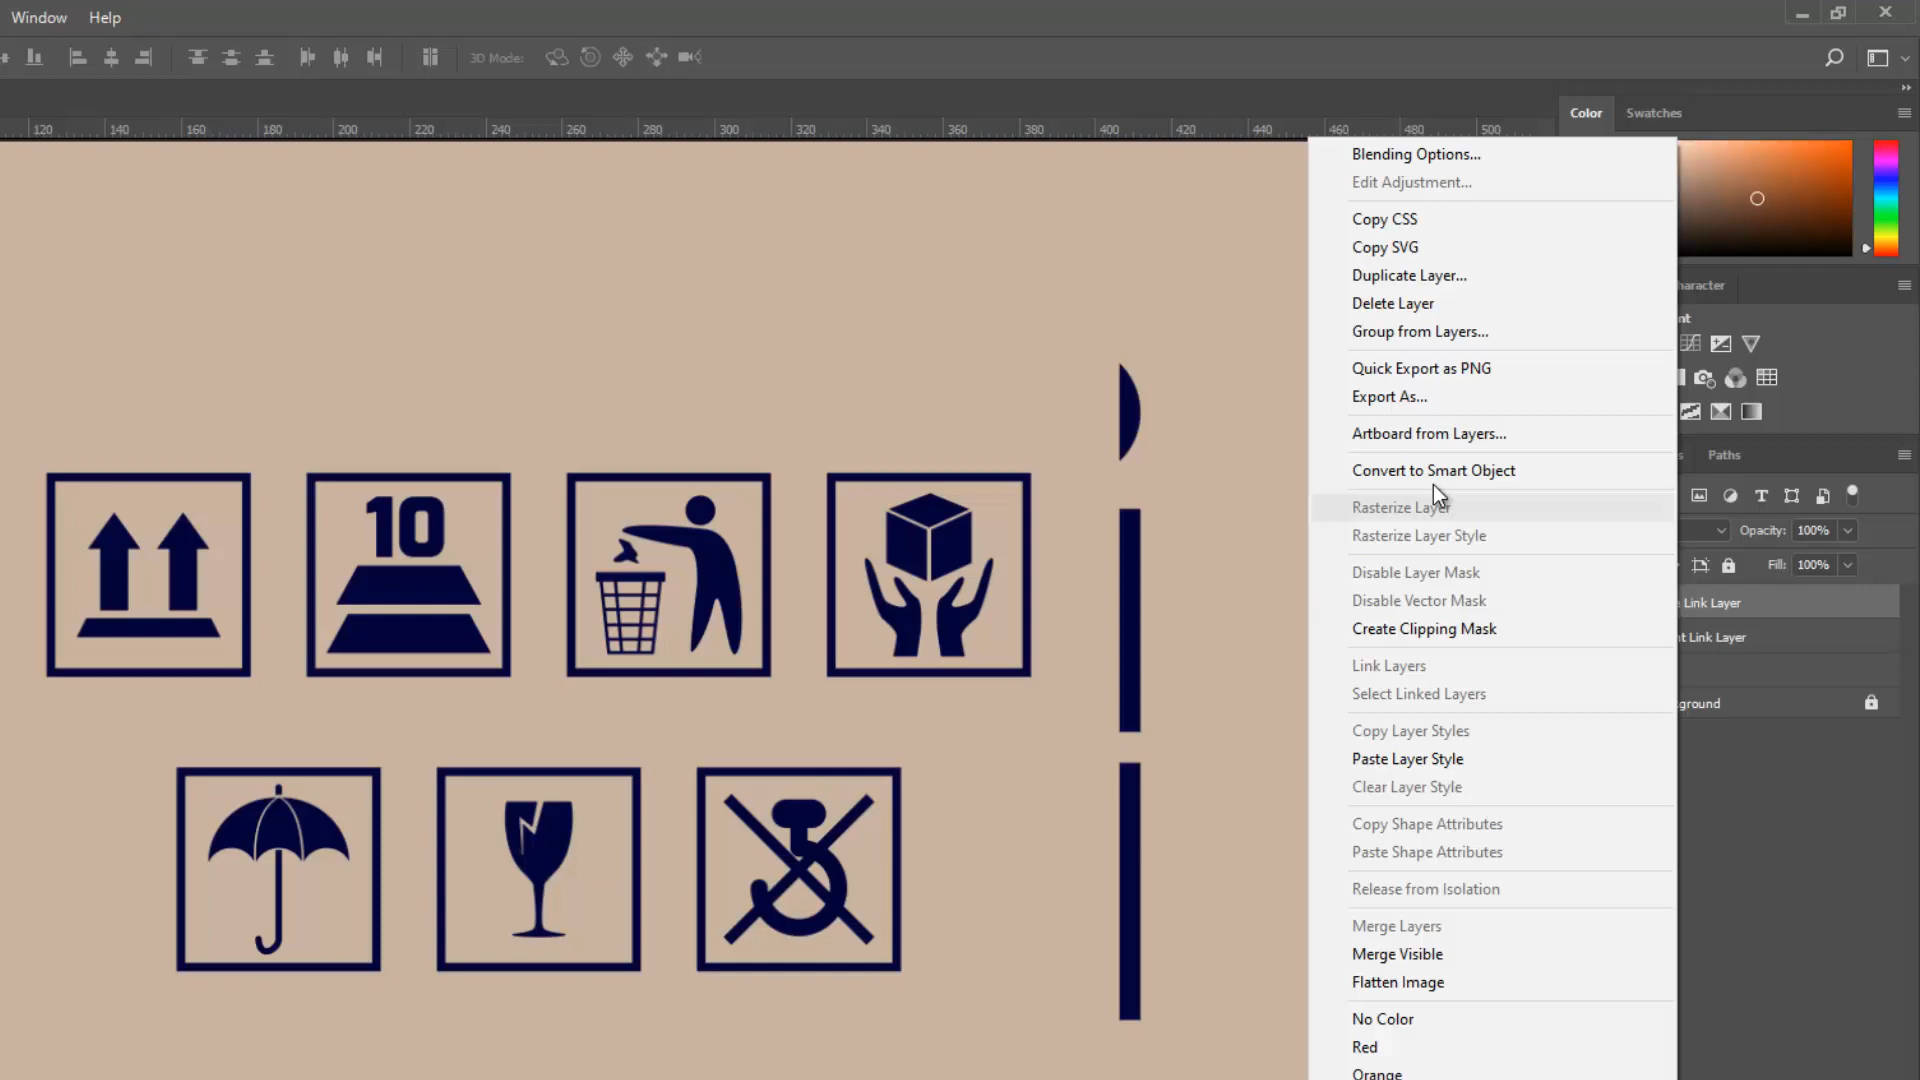 Window Help
3D Mode:
120 140 160 180 200 220 240 260 280 300 320 340 360 380 400 420 440 460 480 500
Color Swatches
Blending Options...
Edit Adjustment...
Copy CSS
Copy SVG
Duplicate Layer...
Delete Layer
Group from Layers...
Quick Export as PNG
Export As...
Artboard from Layers...
Convert to Smart Object
Rasterize Layer
Rasterize Layer Style
Disable Layer Mask
Disable Vector Mask
Create Clipping Mask
Link Layers
Select Linked Layers
Copy Layer Styles
Paste Layer Style
Clear Layer Style
Copy Shape Attributes
Paste Shape Attributes
Release from Isolation
Merge Layers
Merge Visible
Flatten Image
No Color
Red
Orange
haracter
nt
s Paths
Opacity: 100%
Fill: 100%
Link Layer
t Link Layer
ground
10